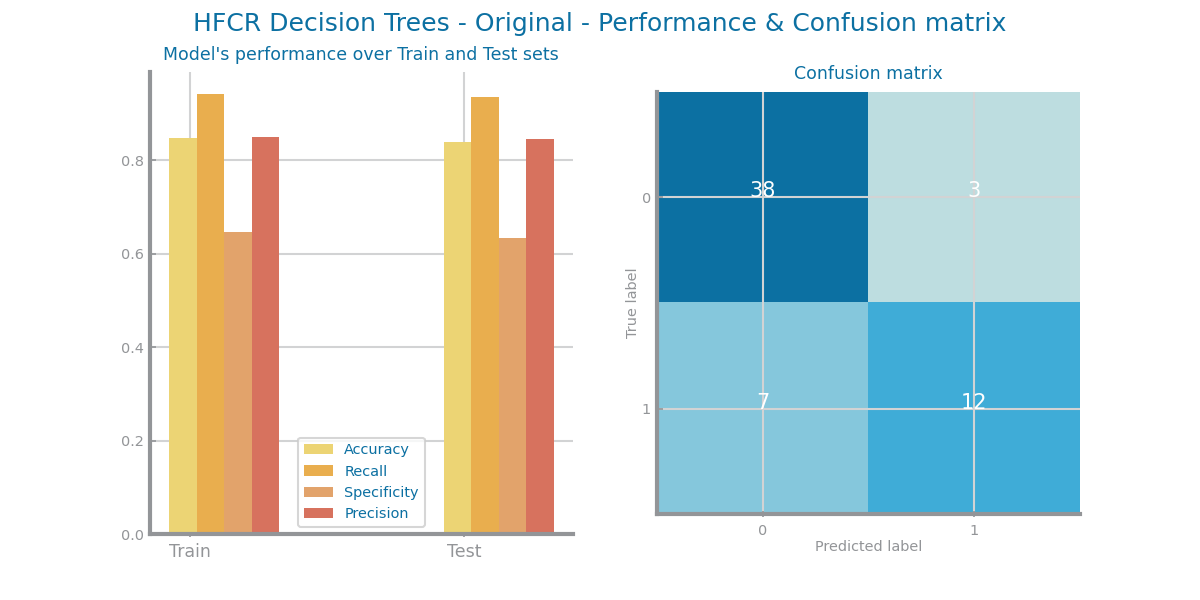 HFCR Decision Trees - Original - Performance & Confusion matrix
Model's performance over Train and Test sets
0.8
0.6
0.4
0.2
0.0
Train
Test
Accuracy
Recall
Specificity
Precision
Confusion matrix
True label
0
1
38
3
7
12
0
1
Predicted label